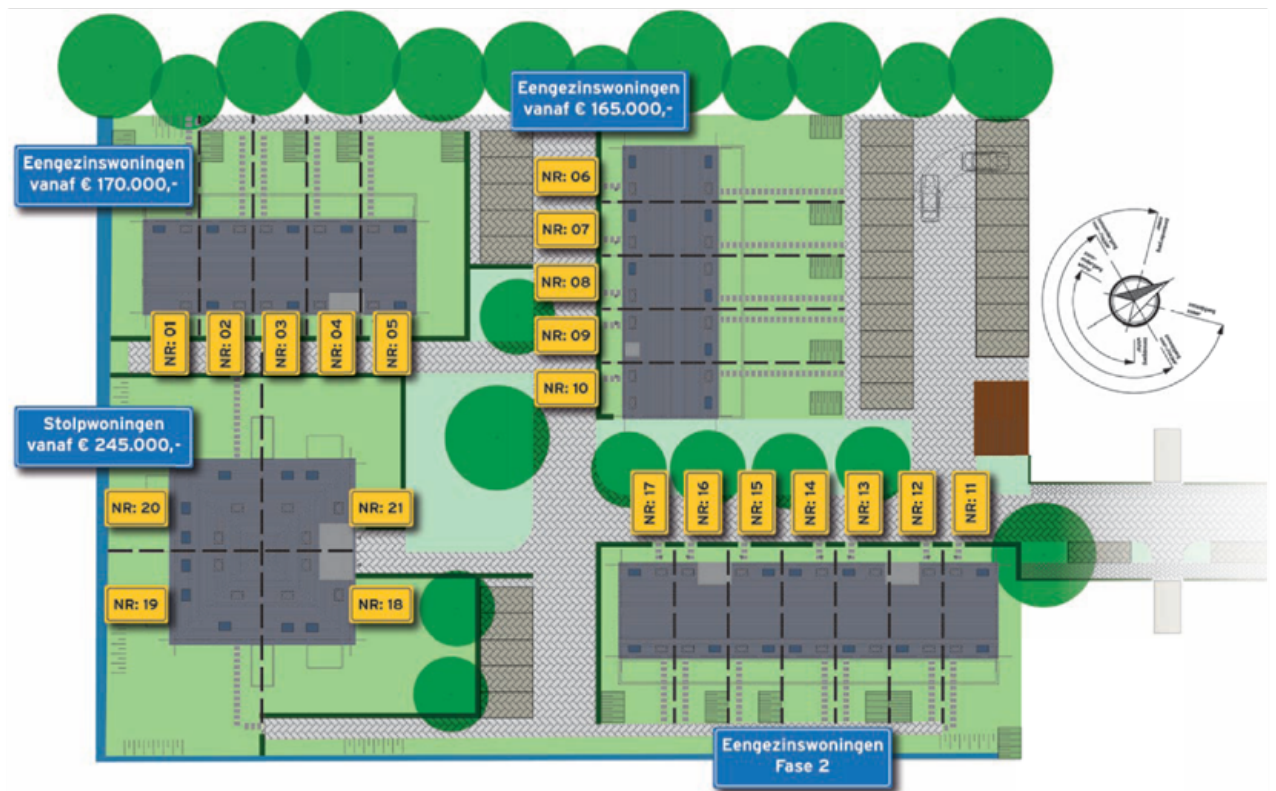 Eengezinswoningen
vanaf € 165.000,-
Eengezinswoningen
vanaf € 170.000,-
NR: 06
NR: 07
NR: 08
NR: 09
NR: 10
NR: 01
NR: 02
NR: 03
NR: 04
NR: 05
Stolpwoningen
vanaf € 245.000,-
NR: 20
NR: 21
NR: 19
NR: 18
NR: 17
NR: 16
NR: 15
NR: 14
NR: 13
NR: 12
NR: 11
Eengezinswoningen
Fase 2